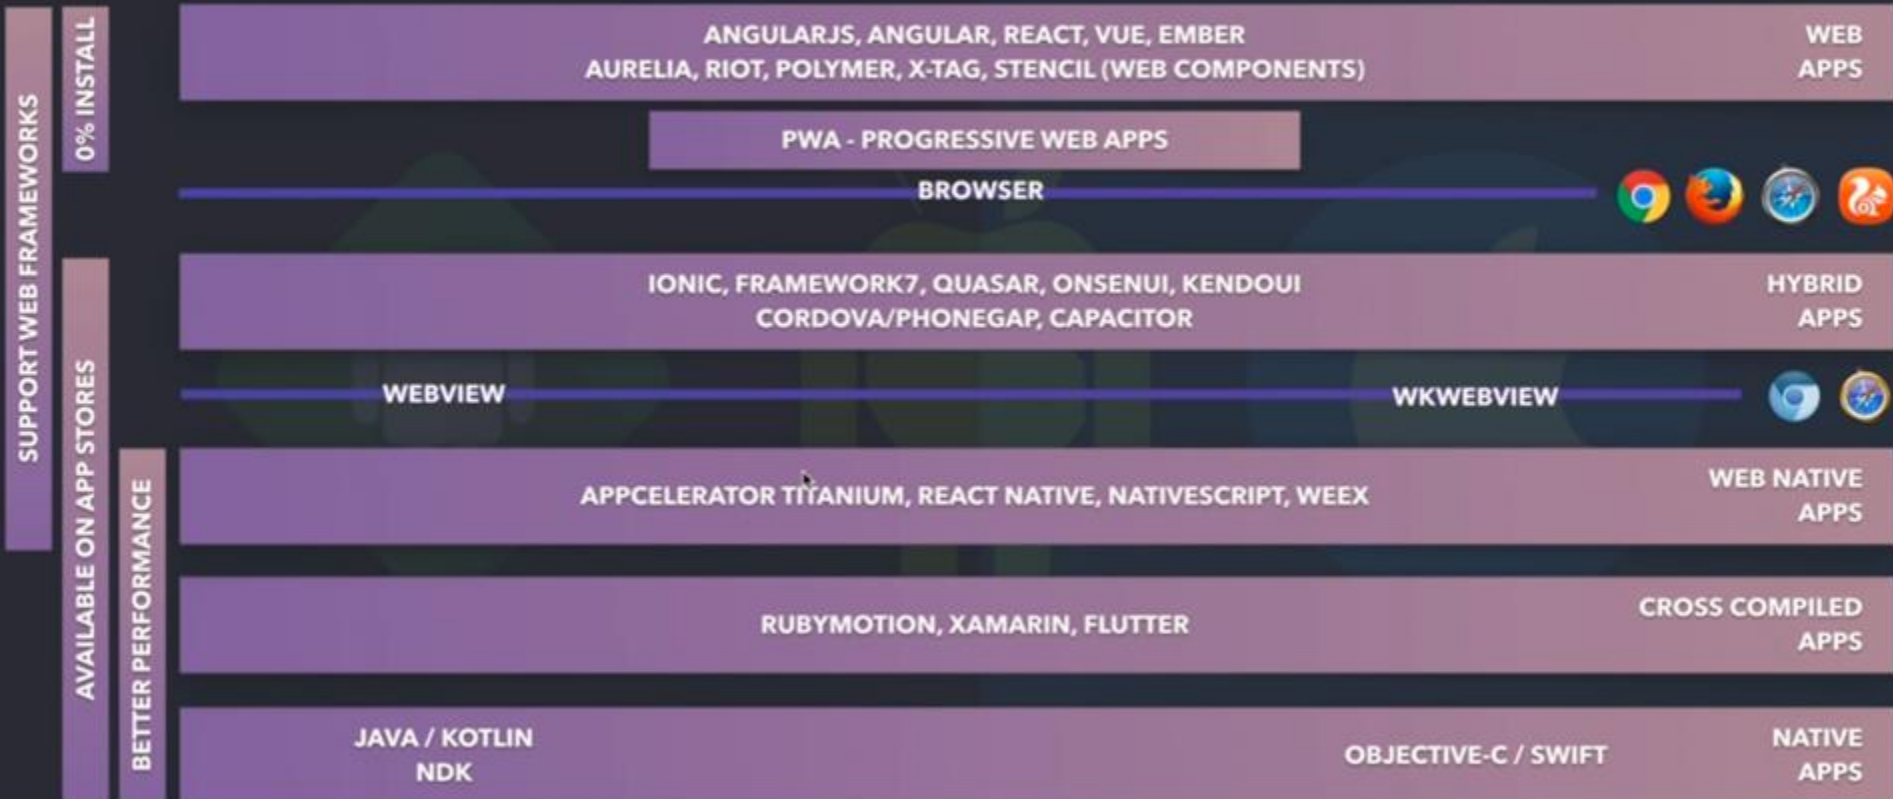 SUPPORT WEB FRAMEWORKS
0% INSTALL
AVAILABLE ON APP STORES
BETTER PERFORMANCE
ANGULARJS, ANGULAR, REACT, VUE, EMBER
AURELIA, RIOT, POLYMER, X-TAG, STENCIL (WEB COMPONENTS)
WEB
APPS
PWA - PROGRESSIVE WEB APPS
BROWSER
IONIC, FRAMEWORK7, QUASAR, ONSENUI, KENDOUI
CORDOVA/PHONEGAP, CAPACITOR
HYBRID
APPS
WEBVIEW
WKWEBVIEW
APPCELERATOR TITANIUM, REACT NATIVE, NATIVESCRIPT, WEEX
WEB NATIVE
APPS
RUBYMOTION, XAMARIN, FLUTTER
CROSS COMPILED
APPS
JAVA / KOTLIN
NDK
OBJECTIVE-C / SWIFT
NATIVE
APPS